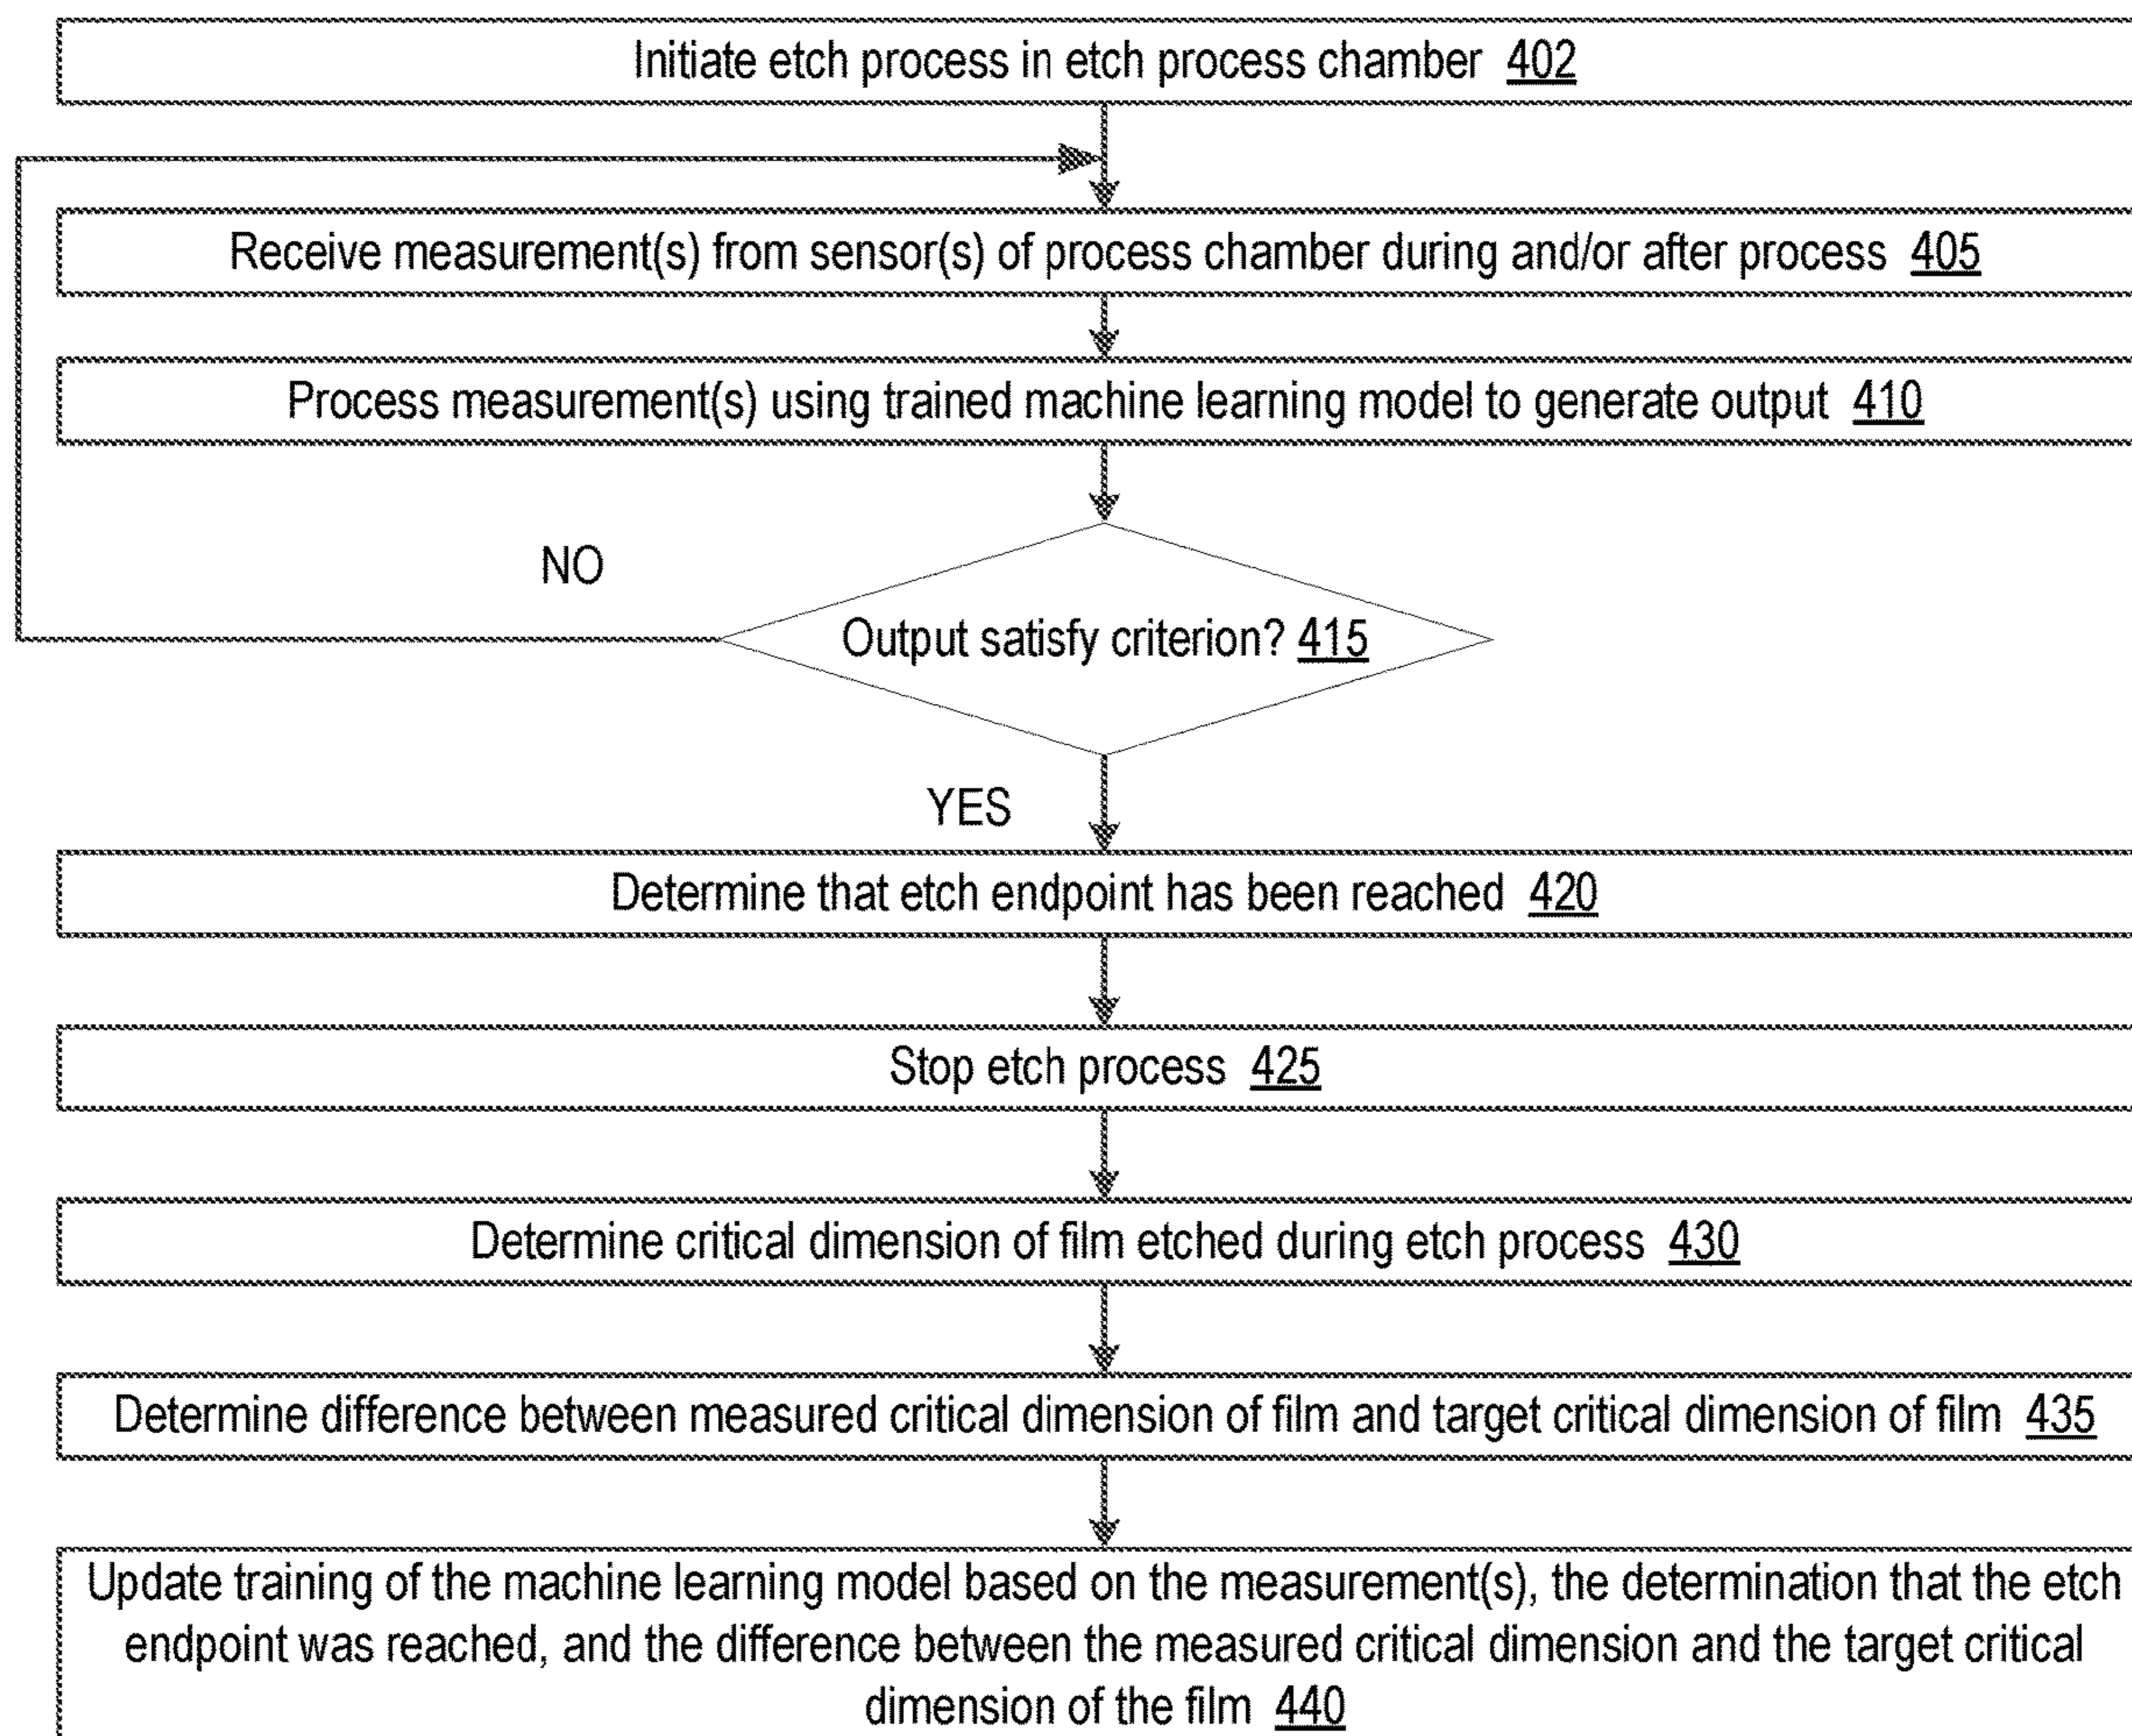 Initiate etch process in etch process chamber 402
Receive measurement(s) from sensor(s) of process chamber during and/or after process 405
Process measurement(s) using trained machine learning model to generate output 410
NO
Output satisfy criterion? 415
YES
Determine that etch endpoint has been reached 420
Stop etch process 425
Determine critical dimension of film etched during etch process 430
Determine difference between measured critical dimension of film and target critical dimension of film 435
Update training of the machine learning model based on the measurement(s), the determination that the etch
endpoint was reached, and the difference between the measured critical dimension and the target critical
dimension of the film 440